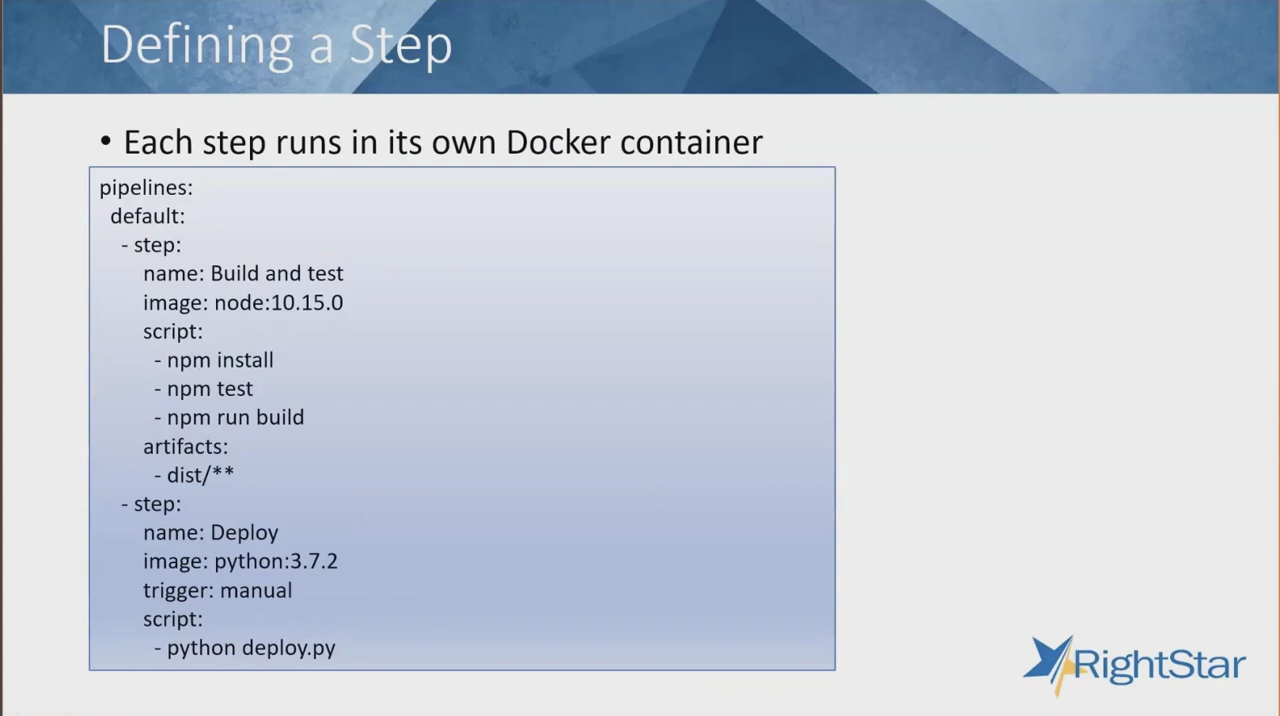 Defining a Step
• Each step runs in its own Docker container
pipelines:
  default:
    - step:
        name: Build and test
        image: node:10.15.0
        script:
          - npm install
          - npm test
          - npm run build
        artifacts:
          - dist/**
    - step:
        name: Deploy
        image: python:3.7.2
        trigger: manual
        script:
          - python deploy.py
RightStar